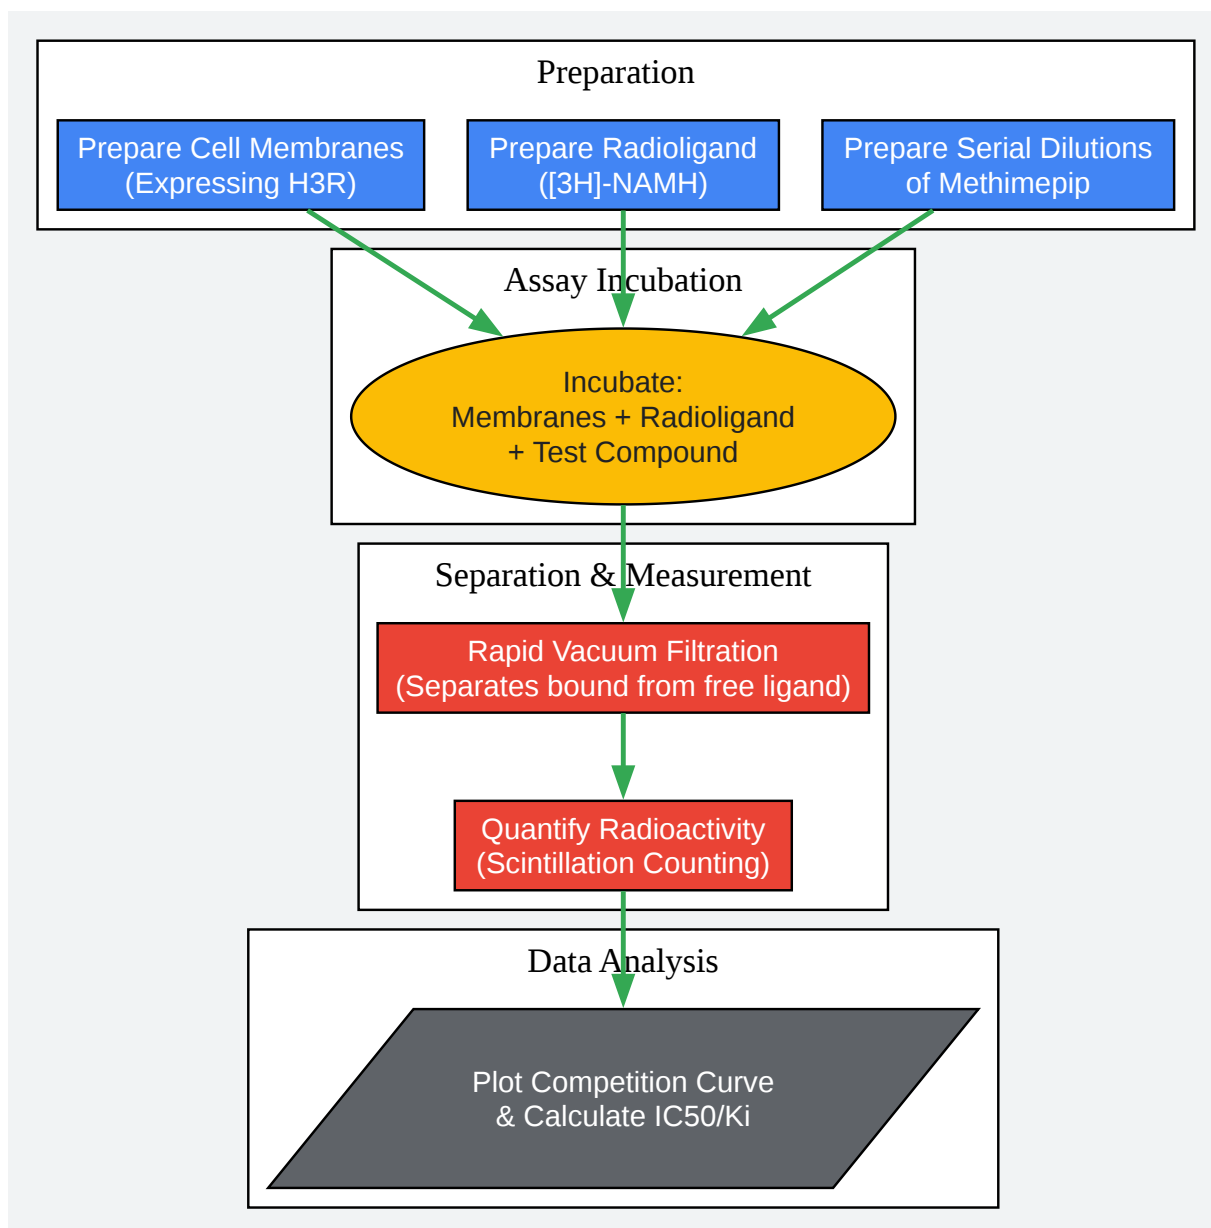 Preparation
Prepare Cell Membranes
(Expressing H3R)
Prepare Radioligand
([3H]-NAMH)
Prepare Serial Dilutions
of Methimepip
Assay Incubation
Incubate:
Membranes + Radioligand
+ Test Compound
Separation & Measurement
Rapid Vacuum Filtration
(Separates bound from free ligand)
Quantify Radioactivity
(Scintillation Counting)
Data Analysis
Plot Competition Curve
& Calculate IC50/Ki